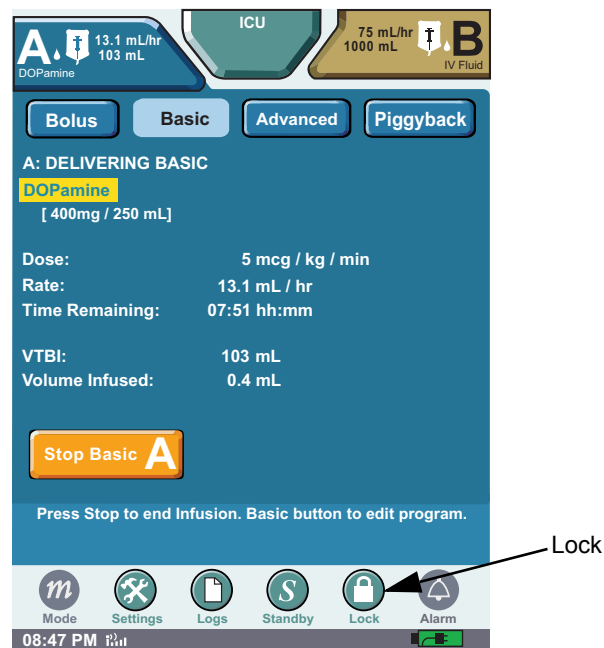 A
13.1 mL/hr
103 mL
DOPamine
ICU
75 mL/hr
1000 mL
B
IV Fluid
Bolus
Basic
Advanced
Piggyback
A: DELIVERING BASIC
DOPamine
[ 400mg / 250 mL]
Dose: 5 mcg / kg / min
Rate: 13.1 mL / hr
Time Remaining: 07:51 hh:mm
VTBI: 103 mL
Volume Infused: 0.4 mL
Stop Basic A
Press Stop to end Infusion. Basic button to edit program.
Lock
m
S
Mode Settings Logs Standby Lock Alarm
08:47 PM